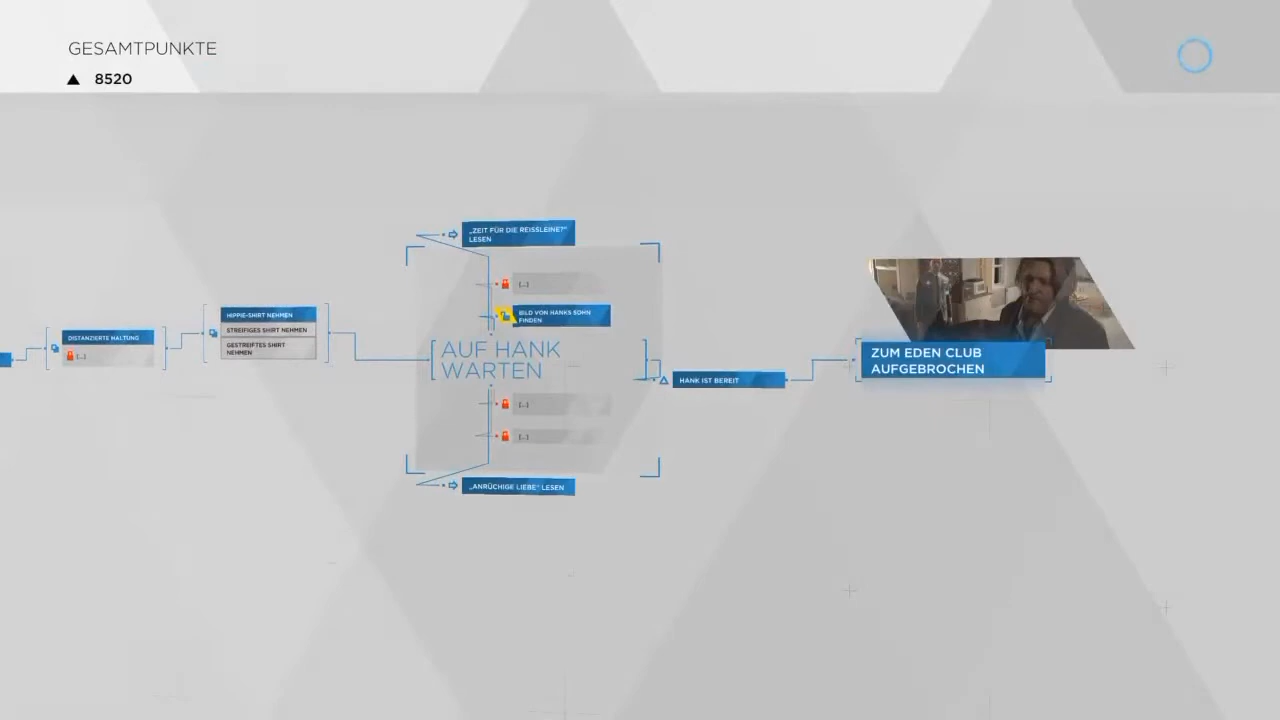 GESAMTPUNKTE
8520
DISTANZIERTE HALTUNG
[...]
HIPPIE-SHIRT NEHMEN
STREIFIGES SHIRT NEHMEN
GESTREIFTES SHIRT
NEHMEN
„ZEIT FÜR DIE REISSLEINE?"
LESEN
[...]
BILD VON HANKS SOHN
FINDEN
AUF HANK
WARTEN
[...]
[...]
„ANRÜCHIGE LIEBE" LESEN
HANK IST BEREIT
ZUM EDEN CLUB
AUFGEBROCHEN